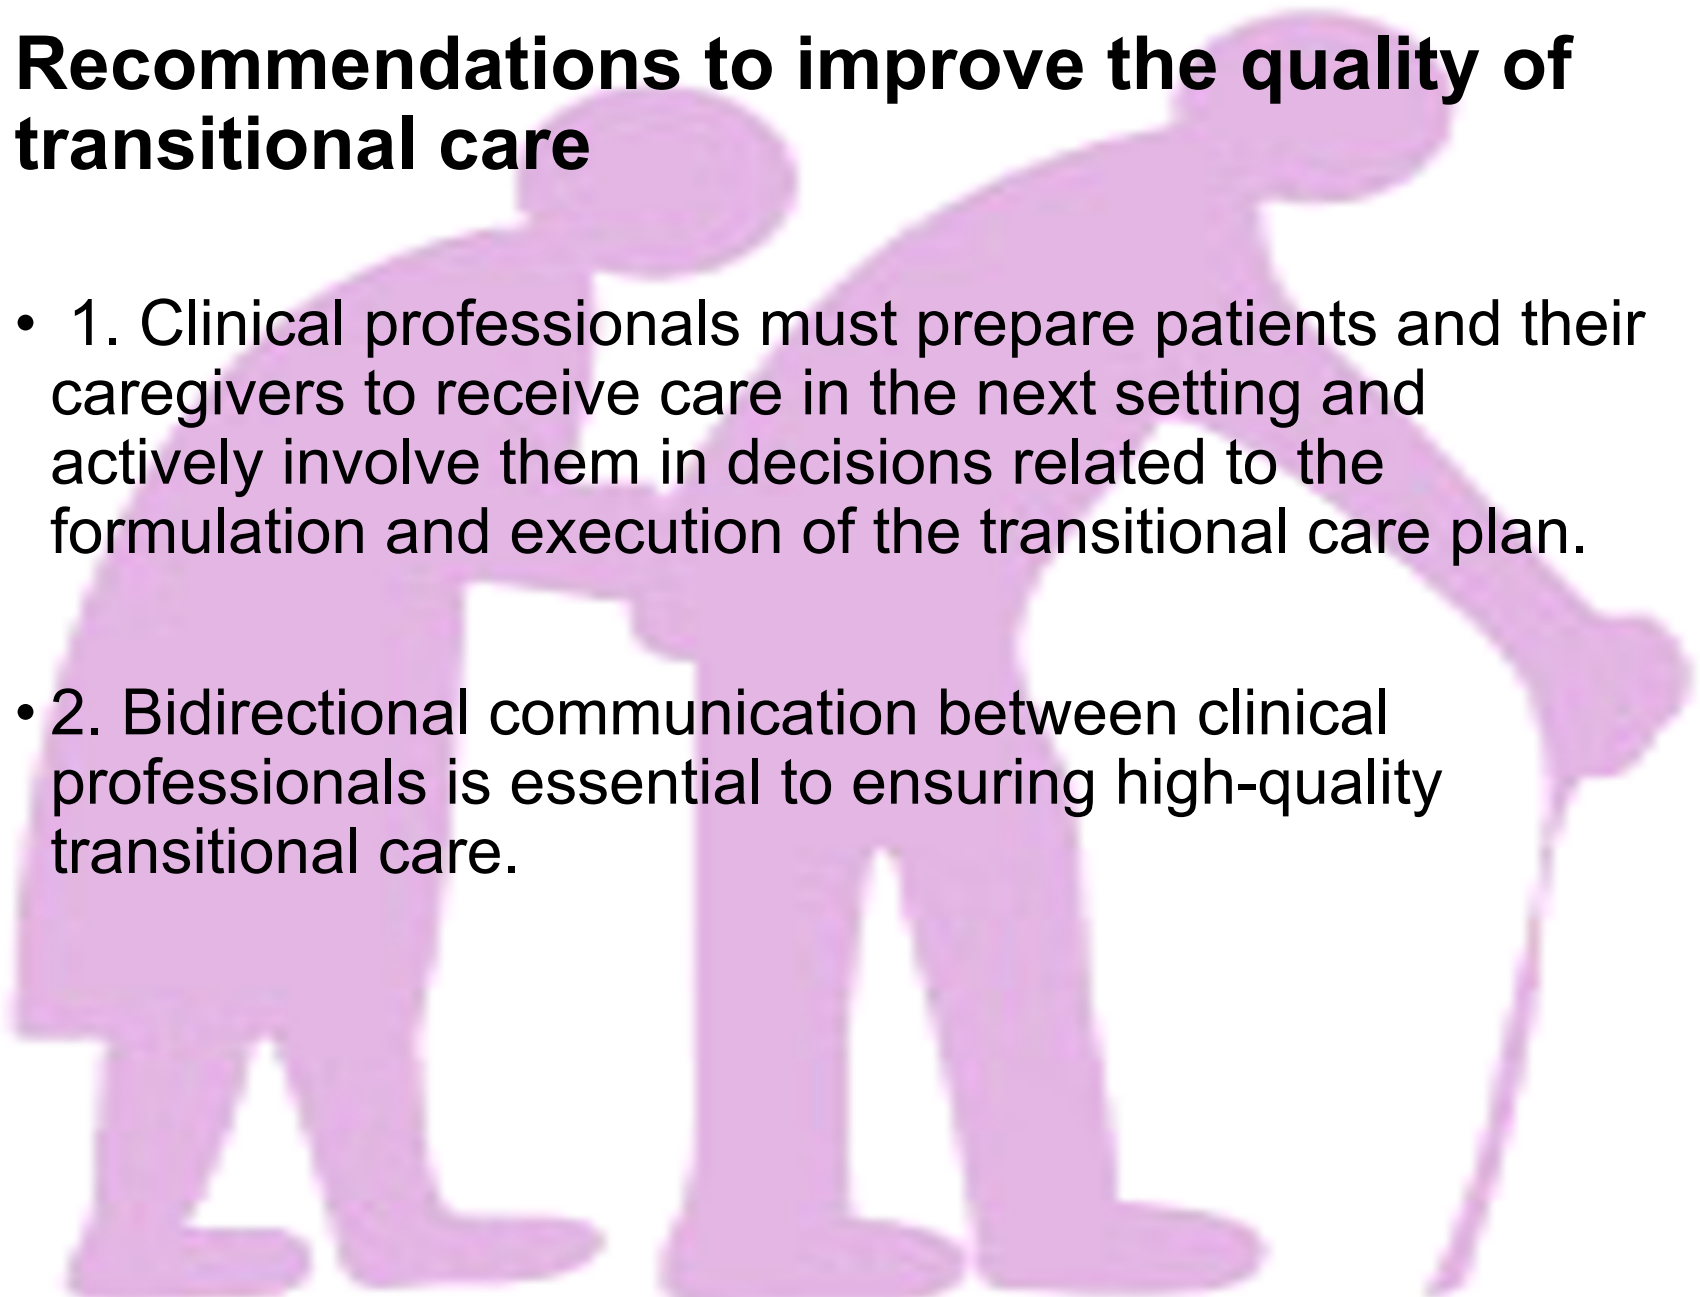 Recommendations to improve the quality of
transitional care
• 1. Clinical professionals must prepare patients and their
caregivers to receive care in the next setting and
actively involve them in decisions related to the
formulation and execution of the transitional care plan.
• 2. Bidirectional communication between clinical
professionals is essential to ensuring high-quality
transitional care.